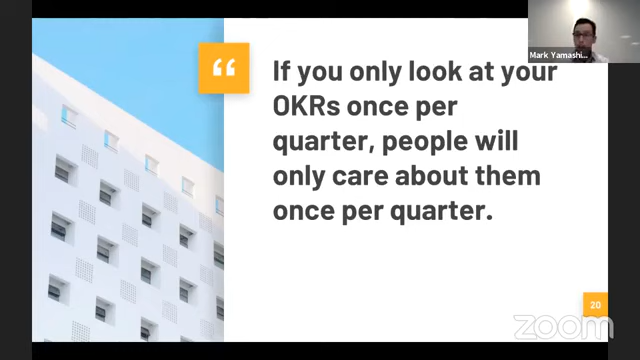 Mark Yamashi...
“
If you only look at your
OKRs once per
quarter, people will
only care about them
once per quarter.
20
zoom